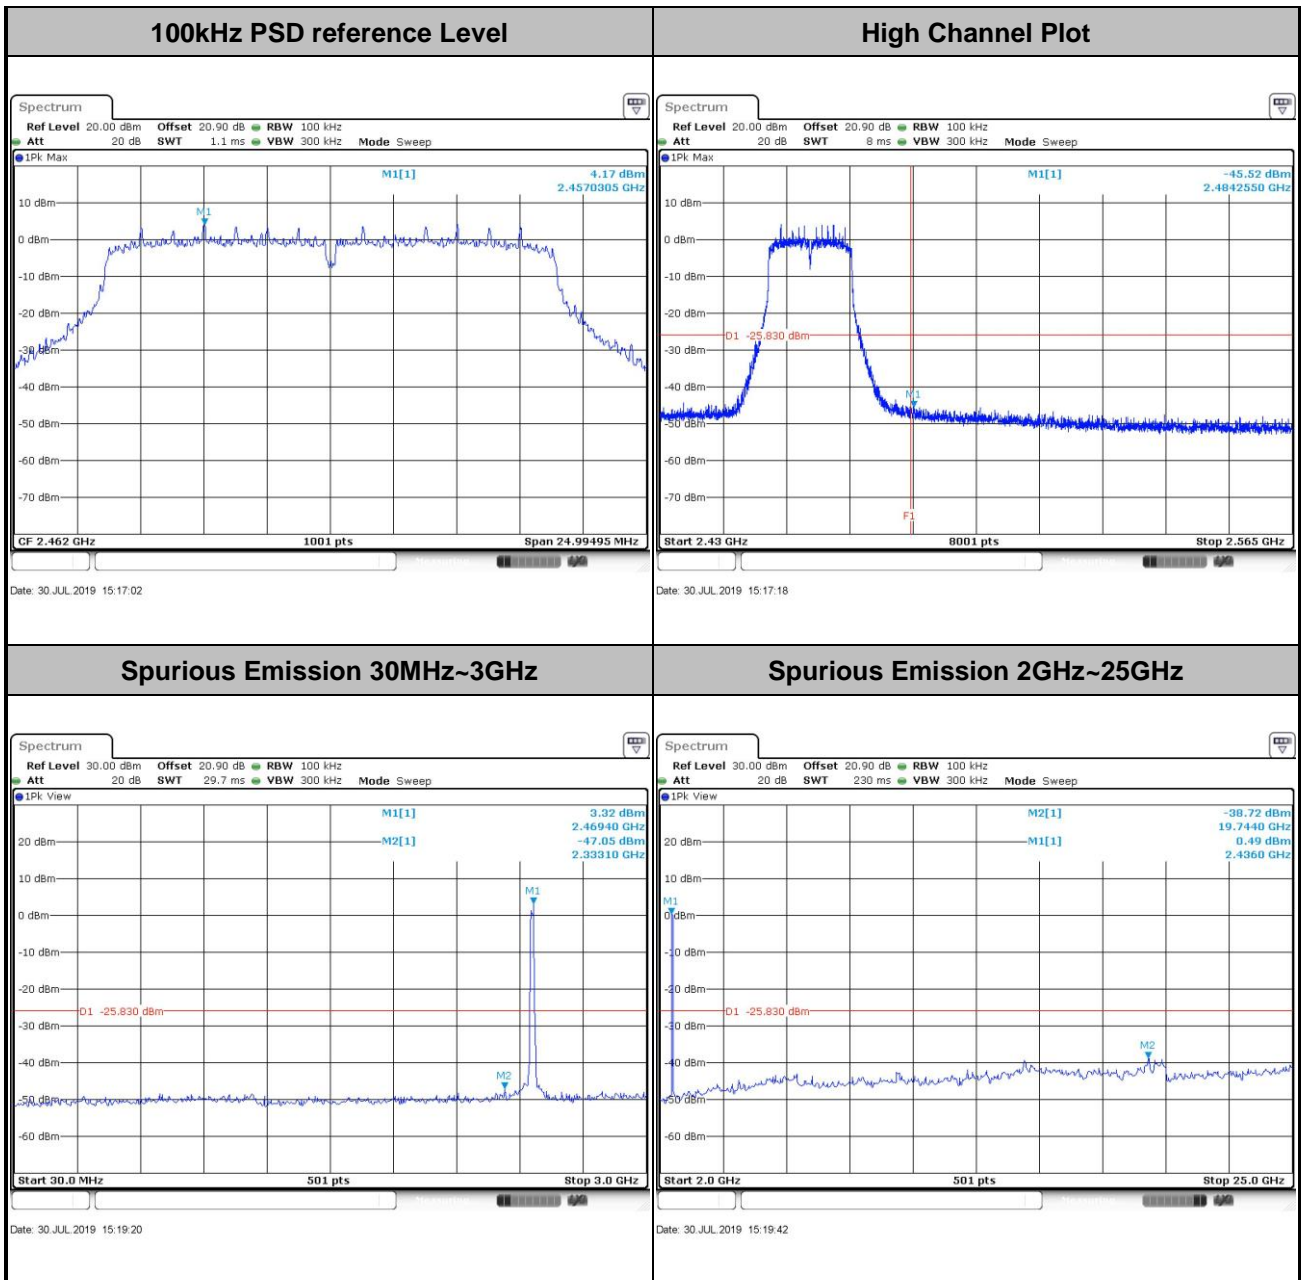 100kHz PSD reference Level
High Channel Plot
Spectrum
Ref Level 20.00 dBm Offset 20.90 dB RBW 100 kHz
Att 20 dB SWT 1.1 ms VBW 300 kHz Mode Sweep
1Pk Max
M1[1] 4.17 dBm
2.4570305 GHz
10 dBm
M1
0 dBm
-10 dBm
-20 dBm
-30 dBm
-40 dBm
-50 dBm
-60 dBm
-70 dBm
CF 2.462 GHz 1001 pts Span 24.99495 MHz
Date: 30.JUL.2019 15:17:02
Spectrum
Ref Level 20.00 dBm Offset 20.90 dB RBW 100 kHz
Att 20 dB SWT 8 ms VBW 300 kHz Mode Sweep
1Pk Max
M1[1] -45.52 dBm
2.4842550 GHz
10 dBm
0 dBm
-10 dBm
-20 dBm
D1 -25.830 dBm
-30 dBm
-40 dBm
M1
-50 dBm
-60 dBm
-70 dBm
F1
Start 2.43 GHz 8001 pts Stop 2.565 GHz
Date: 30.JUL.2019 15:17:18
Spurious Emission 30MHz~3GHz
Spurious Emission 2GHz~25GHz
Spectrum
Ref Level 30.00 dBm Offset 20.90 dB RBW 100 kHz
Att 20 dB SWT 29.7 ms VBW 300 kHz Mode Sweep
1Pk View
M1[1] 3.32 dBm
2.46940 GHz
20 dBm M2[1] -47.05 dBm
2.33310 GHz
10 dBm
M1
0 dBm
-10 dBm
-20 dBm
D1 -25.830 dBm
-30 dBm
-40 dBm
M2
-50 dBm
-60 dBm
Start 30.0 MHz 501 pts Stop 3.0 GHz
Date: 30.JUL.2019 15:19:20
Spectrum
Ref Level 30.00 dBm Offset 20.90 dB RBW 100 kHz
Att 20 dB SWT 230 ms VBW 300 kHz Mode Sweep
1Pk View
M2[1] -38.72 dBm
19.7440 GHz
20 dBm M1[1] 0.49 dBm
2.4360 GHz
10 dBm
M1
0 dBm
-10 dBm
-20 dBm
D1 -25.830 dBm
-30 dBm
M2
-40 dBm
-50 dBm
-60 dBm
Start 2.0 GHz 501 pts Stop 25.0 GHz
Date: 30.JUL.2019 15:19:42